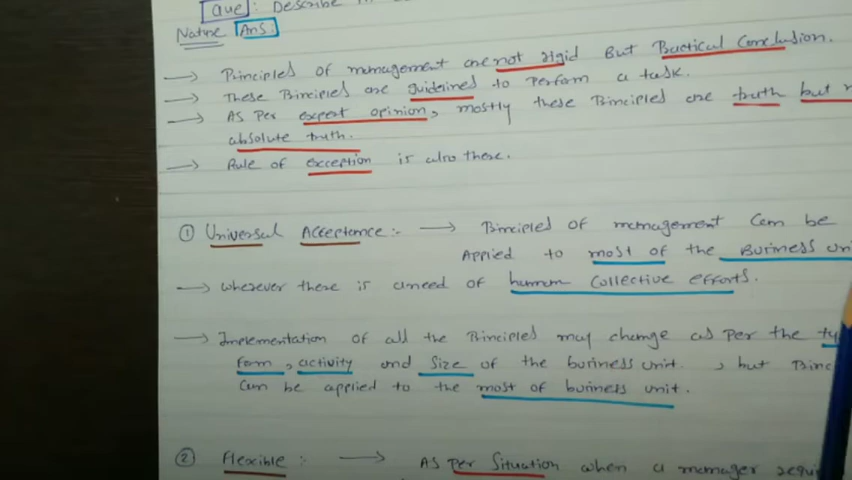 Que: Describe in
Nature Ans:
→ Principles of management are not rigid But Practical Conclusion.
→ These Principles are guidelines to Perform a task.
→ As per expert opinion, mostly these Principles are truth but
absolute truth.
→ Rule of exception is also there.
① Universal Acceptance:- → Principles of management Can be
Applied to most of the Business
→ Wherever there is a need of human Collective efforts.
→ Implementation of all the Principles may change as per the
form, activity and Size of the business unit, but
Can be applied to the most of business unit.
② Flexible:- → As per Situation when a manager